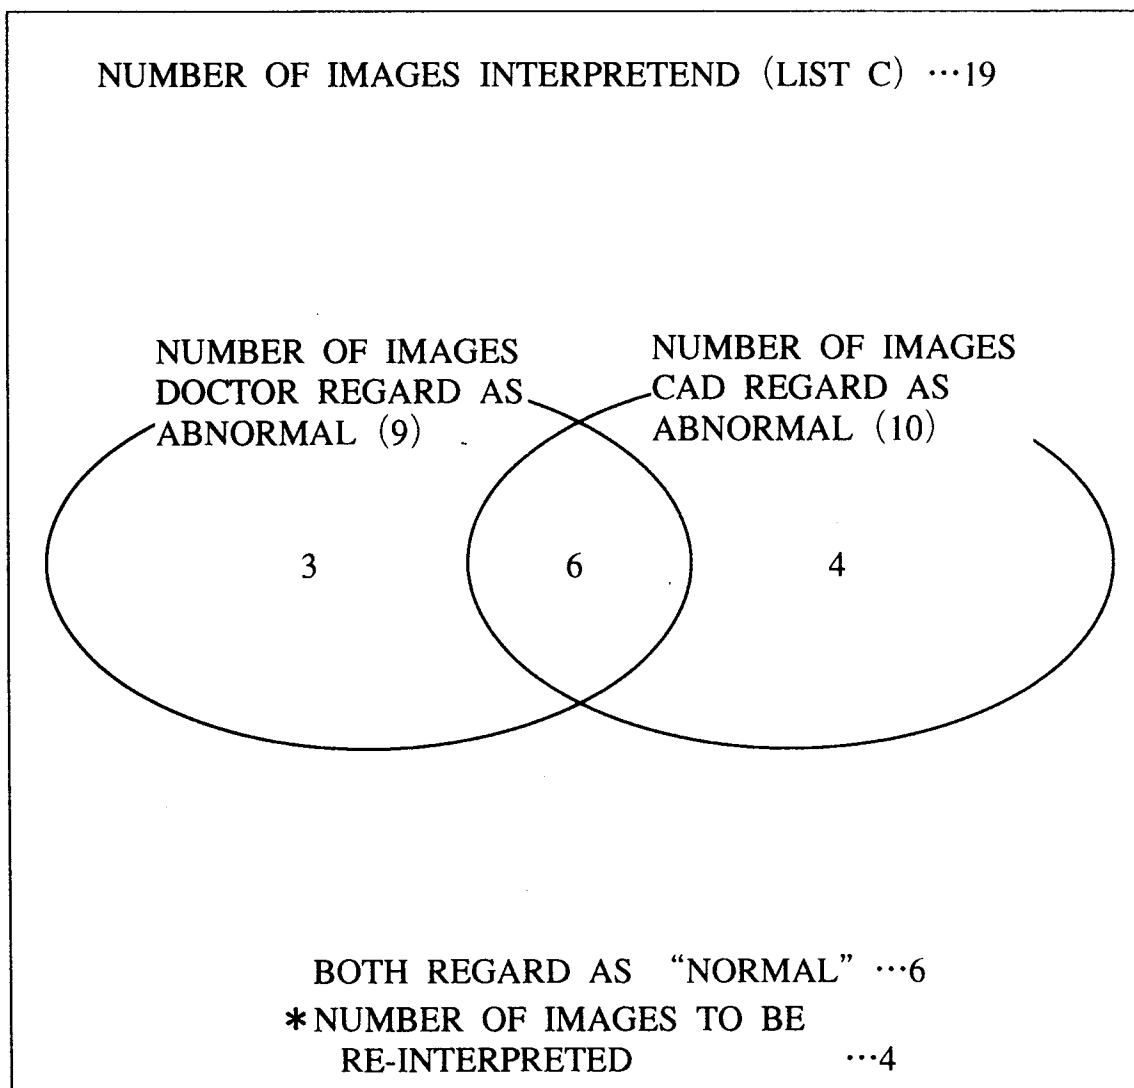 NUMBER OF IMAGES INTERPRETEND (LIST C) ···19
NUMBER OF IMAGES
DOCTOR REGARD AS
ABNORMAL (9)
NUMBER OF IMAGES
CAD REGARD AS
ABNORMAL (10)
3
6
4
BOTH REGARD AS “NORMAL” ···6
*NUMBER OF IMAGES TO BE
RE-INTERPRETED ···4